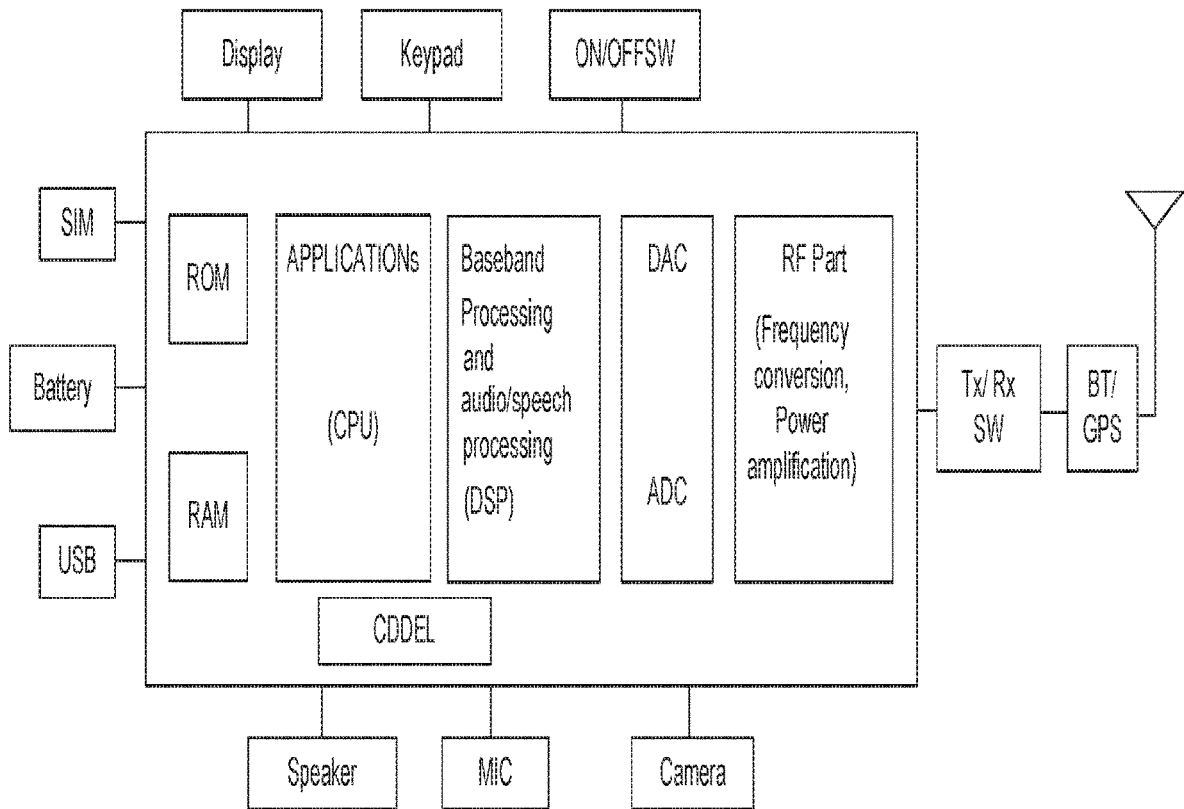 Display
Keypad
ON/OFFSW
SIM
ROM
APPLICATIONs
(CPU)
Baseband
Processing
and
audio/speech
processing
(DSP)
DAC
ADC
RF Part
(Frequency
conversion,
Power
amplification)
Battery
Tx/ Rx
SW
BT/
GPS
RAM
USB
CDDEL
Speaker
MIC
Camera